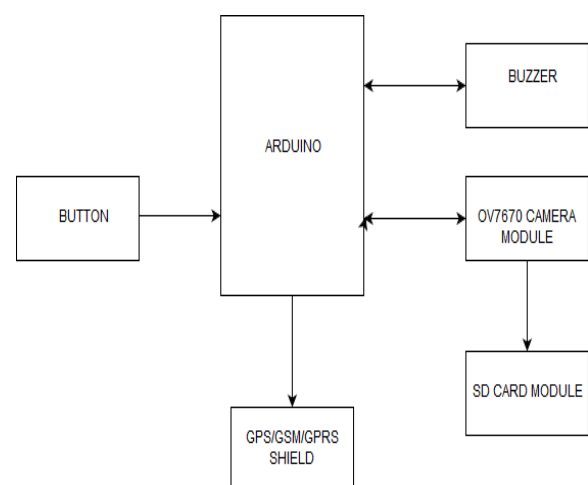 BUZZER
ARDUINO
BUTTON
OV7670 CAMERA
MODULE
SD CARD MODULE
GPS/GSM/GPRS
SHIELD